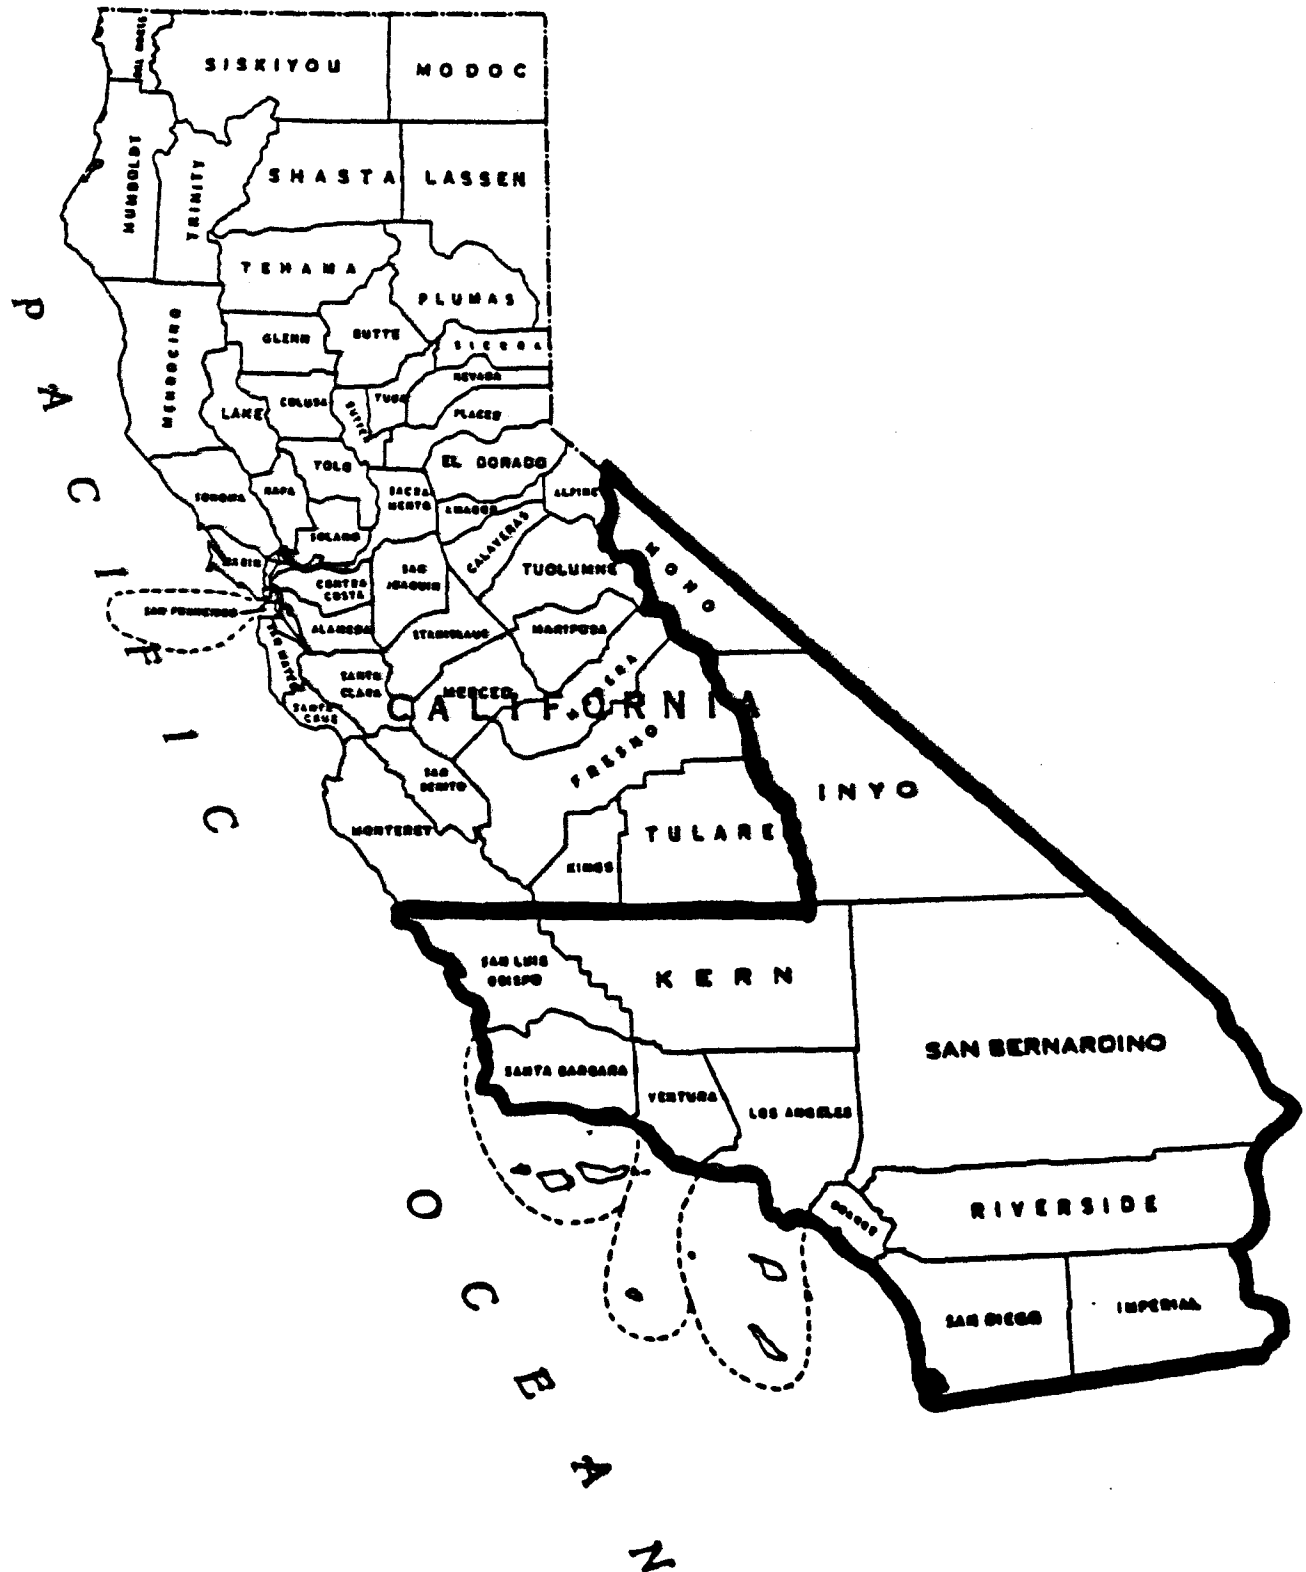 SISKIYOU
MODOC
HUMBOLDT
TRINITY
SHASTA
LASSEN
TEHAMA
PLUMAS
MENDOCINO
GLENN
BUTTE
SIERRA
NEVADA
LAKE
COLUSA
SUTTER
YUBA
PLACER
YOLO
EL DORADO
SONOMA
NAPA
SACRA
MENTO
AMADOR
ALPINE
SOLANO
CALAVERAS
MARIN
CONTRA
COSTA
SAN
JOAQUIN
TUOLUMNE
MONO
SAN FRANCISCO
ALAMEDA
STANISLAUS
MARIPOSA
SAN MATEO
SANTA
CLARA
MERCED
MADERA
SANTA
CRUZ
CALIFORNIA
FRESNO
SAN
BENITO
INYO
MONTEREY
KINGS
TULARE
SAN LUIS
OBISPO
KERN
SAN BERNARDINO
SANTA BARBARA
VENTURA
LOS ANGELES
ORANGE
RIVERSIDE
SAN DIEGO
IMPERIAL
PACIFIC
OCEAN